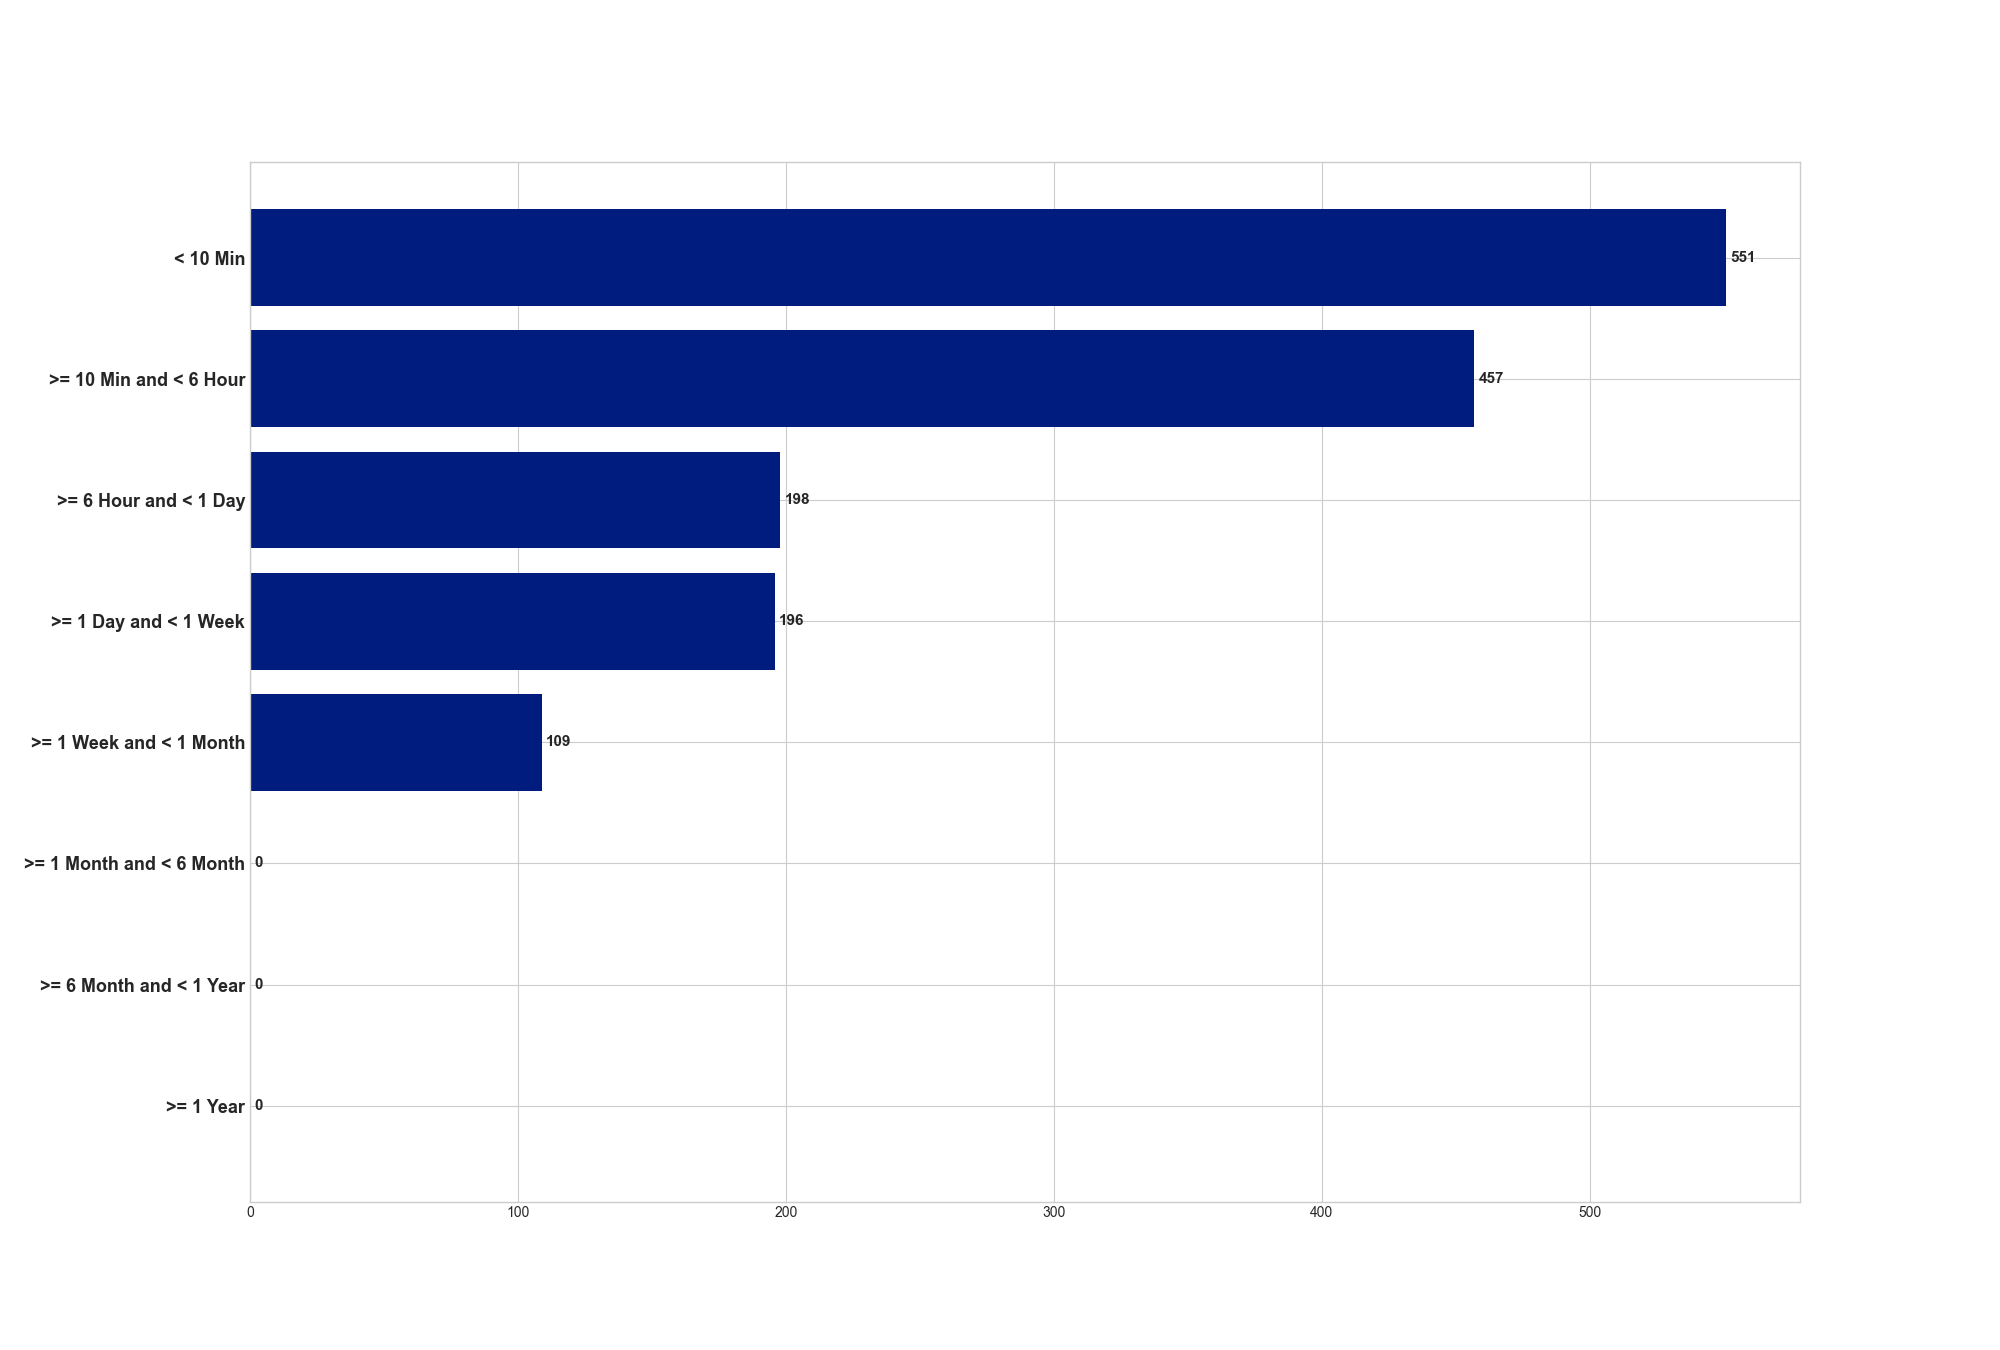 < 10 Min
551
>= 10 Min and < 6 Hour
457
>= 6 Hour and < 1 Day
198
>= 1 Day and < 1 Week
196
>= 1 Week and < 1 Month
109
>= 1 Month and < 6 Month
0
>= 6 Month and < 1 Year
0
>= 1 Year
0
0 100 200 300 400 500